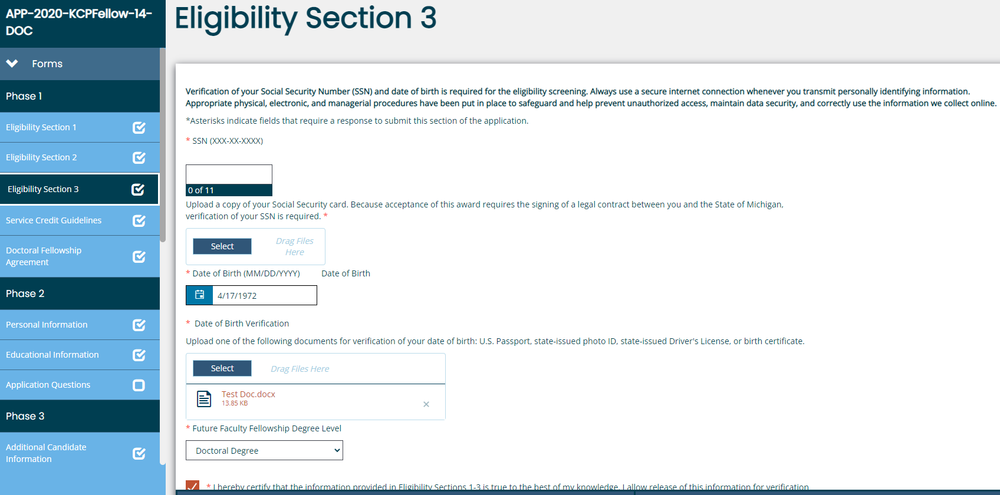 APP-2020-KCPFellow-14-
DOC
Forms
Phase 1
Eligibility Section 1
Eligibility Section 2
Eligibility Section 3
Service Credit Guidelines
Doctoral Fellowship
Agreement
Phase 2
Personal Information
Educational Information
Application Questions
Phase 3
Additional Candidate
Information
Eligibility Section 3
Verification of your Social Security Number (SSN) and date of birth is required for the eligibility screening. Always use a secure internet connection whenever you transmit personally identifying information.
Appropriate physical, electronic, and managerial procedures have been put in place to safeguard and help prevent unauthorized access, maintain data security, and correctly use the information we collect online.
*Asterisks indicate fields that require a response to submit this section of the application.
* SSN (XXX-XX-XXXX)
0 of 11
Upload a copy of your Social Security card. Because acceptance of this award requires the signing of a legal contract between you and the State of Michigan,
verification of your SSN is required. *
Select
Drag Files
Here
* Date of Birth (MM/DD/YYYY) Date of Birth
4/17/1972
* Date of Birth Verification
Upload one of the following documents for verification of your date of birth: U.S. Passport, state-issued photo ID, state-issued Driver's License, or birth certificate.
Select Drag Files Here
Test Doc.docx
13.85 KB
* Future Faculty Fellowship Degree Level
Doctoral Degree
* I hereby certify that the information provided in Eligibility Sections 1-3 is true to the best of my knowledge. I allow release of this information for verification